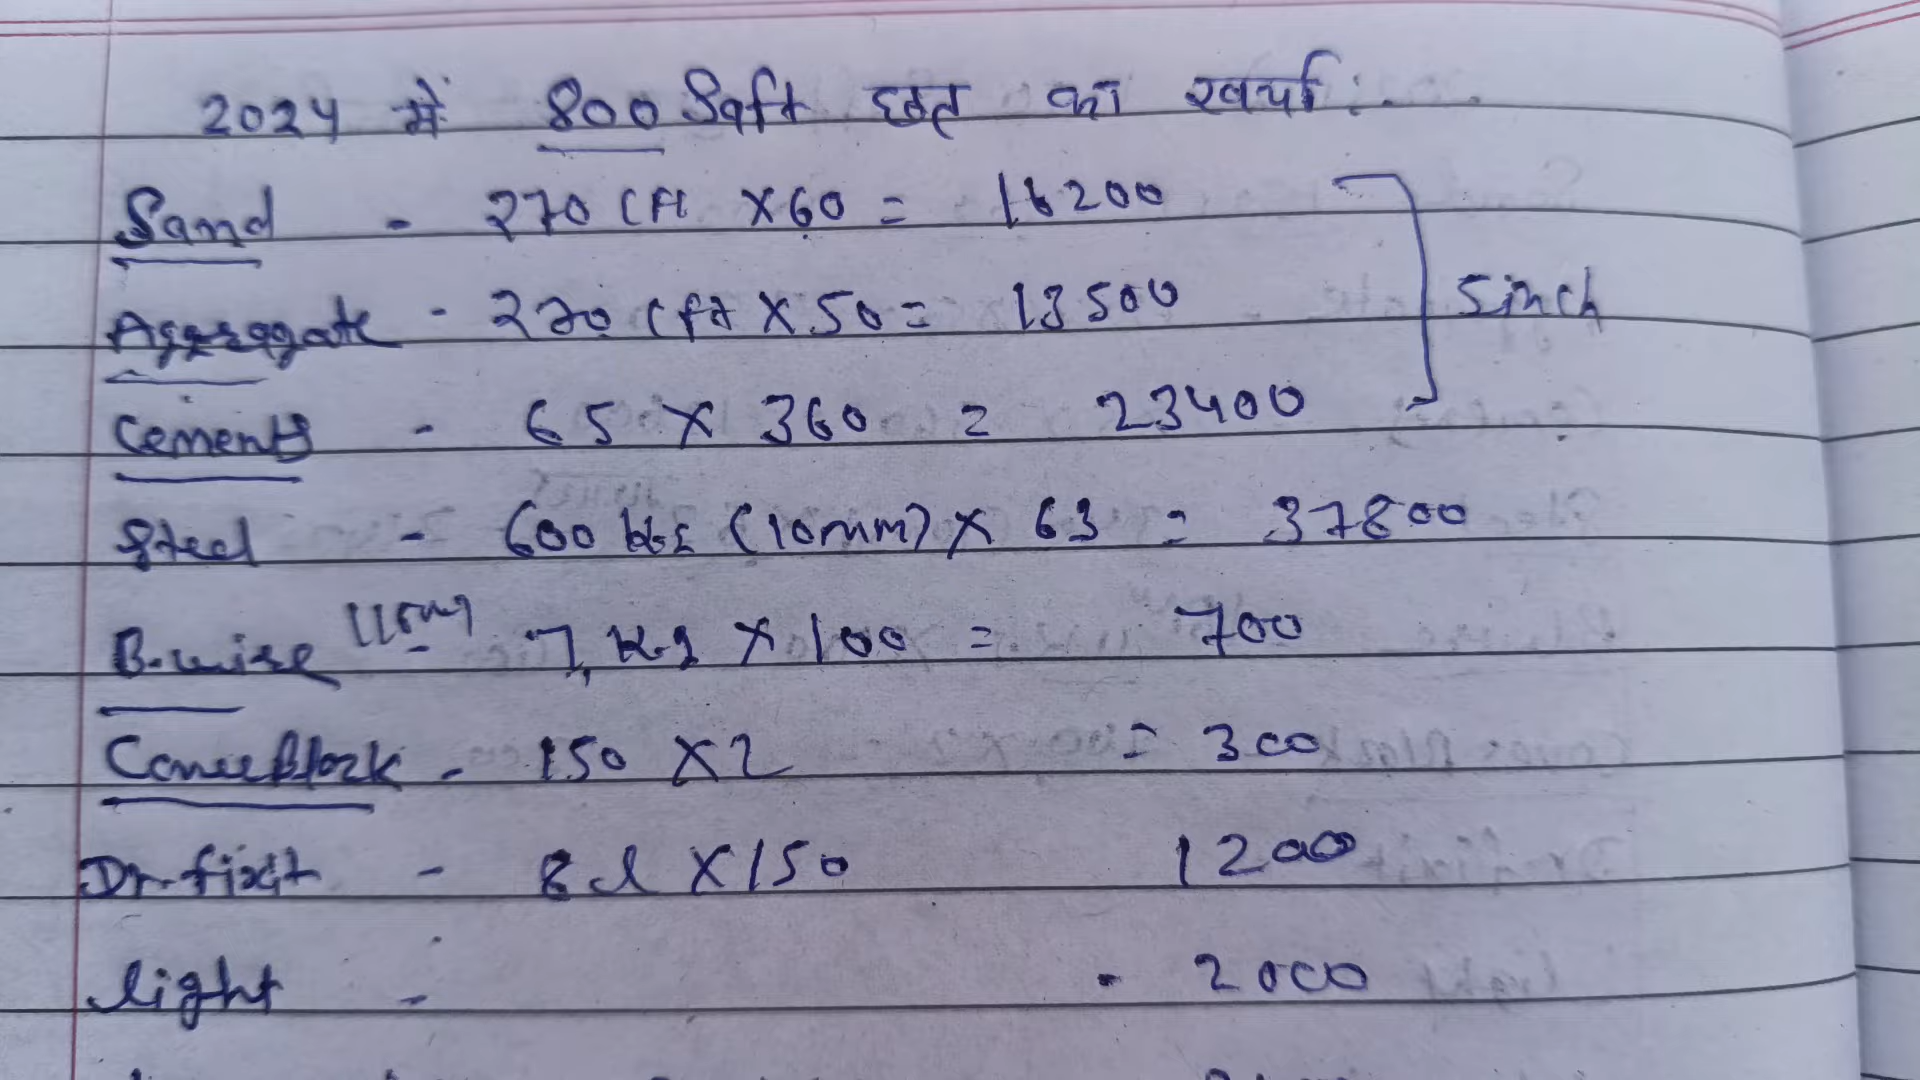 2024 में 800 Sqft छत का खर्चा :
Sand - 270 Cft X 60 = 16200
Aggregate - 270 Cft X 50 = 13500
5 inch
Cements - 65 X 360 = 23400
Steel - 600 KG (10mm) X 63 = 37800
B.wire - 7 Kg X 100 = 700
Cover Block - 150 X 2 = 300
Dr. fixit - 8 l X 150 1200
light - 2000